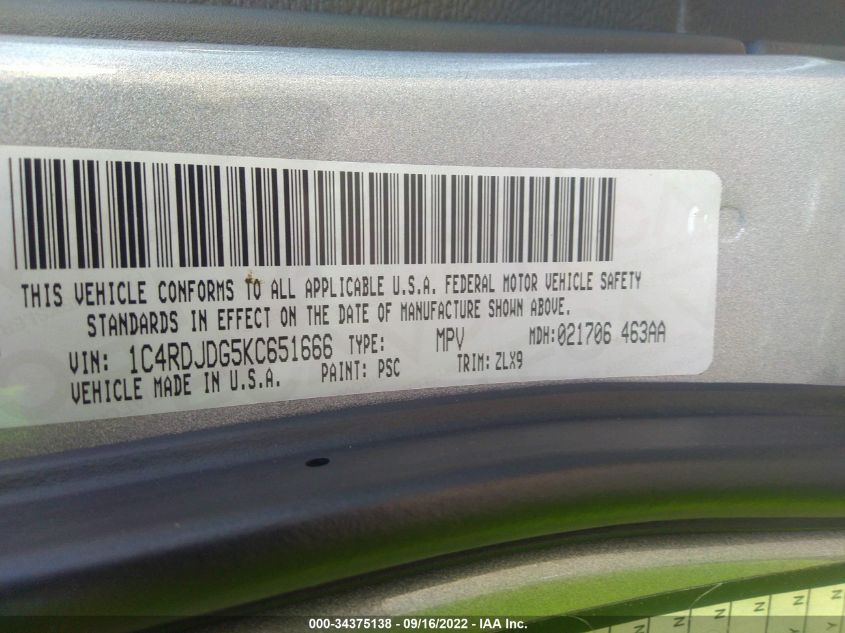 THIS VEHICLE CONFORMS TO ALL APPLICABLE U.S.A. FEDERAL MOTOR VEHICLE SAFETY
STANDARDS IN EFFECT ON THE DATE OF MANUFACTURE SHOWN ABOVE.
VIN: 1C4RDJDG5KC651666 TYPE: MPV MDH:021706 463AA
VEHICLE MADE IN U.S.A. PAINT: PSC TRIM: ZLX9
000-34375138 - 09/16/2022 - IAA Inc.